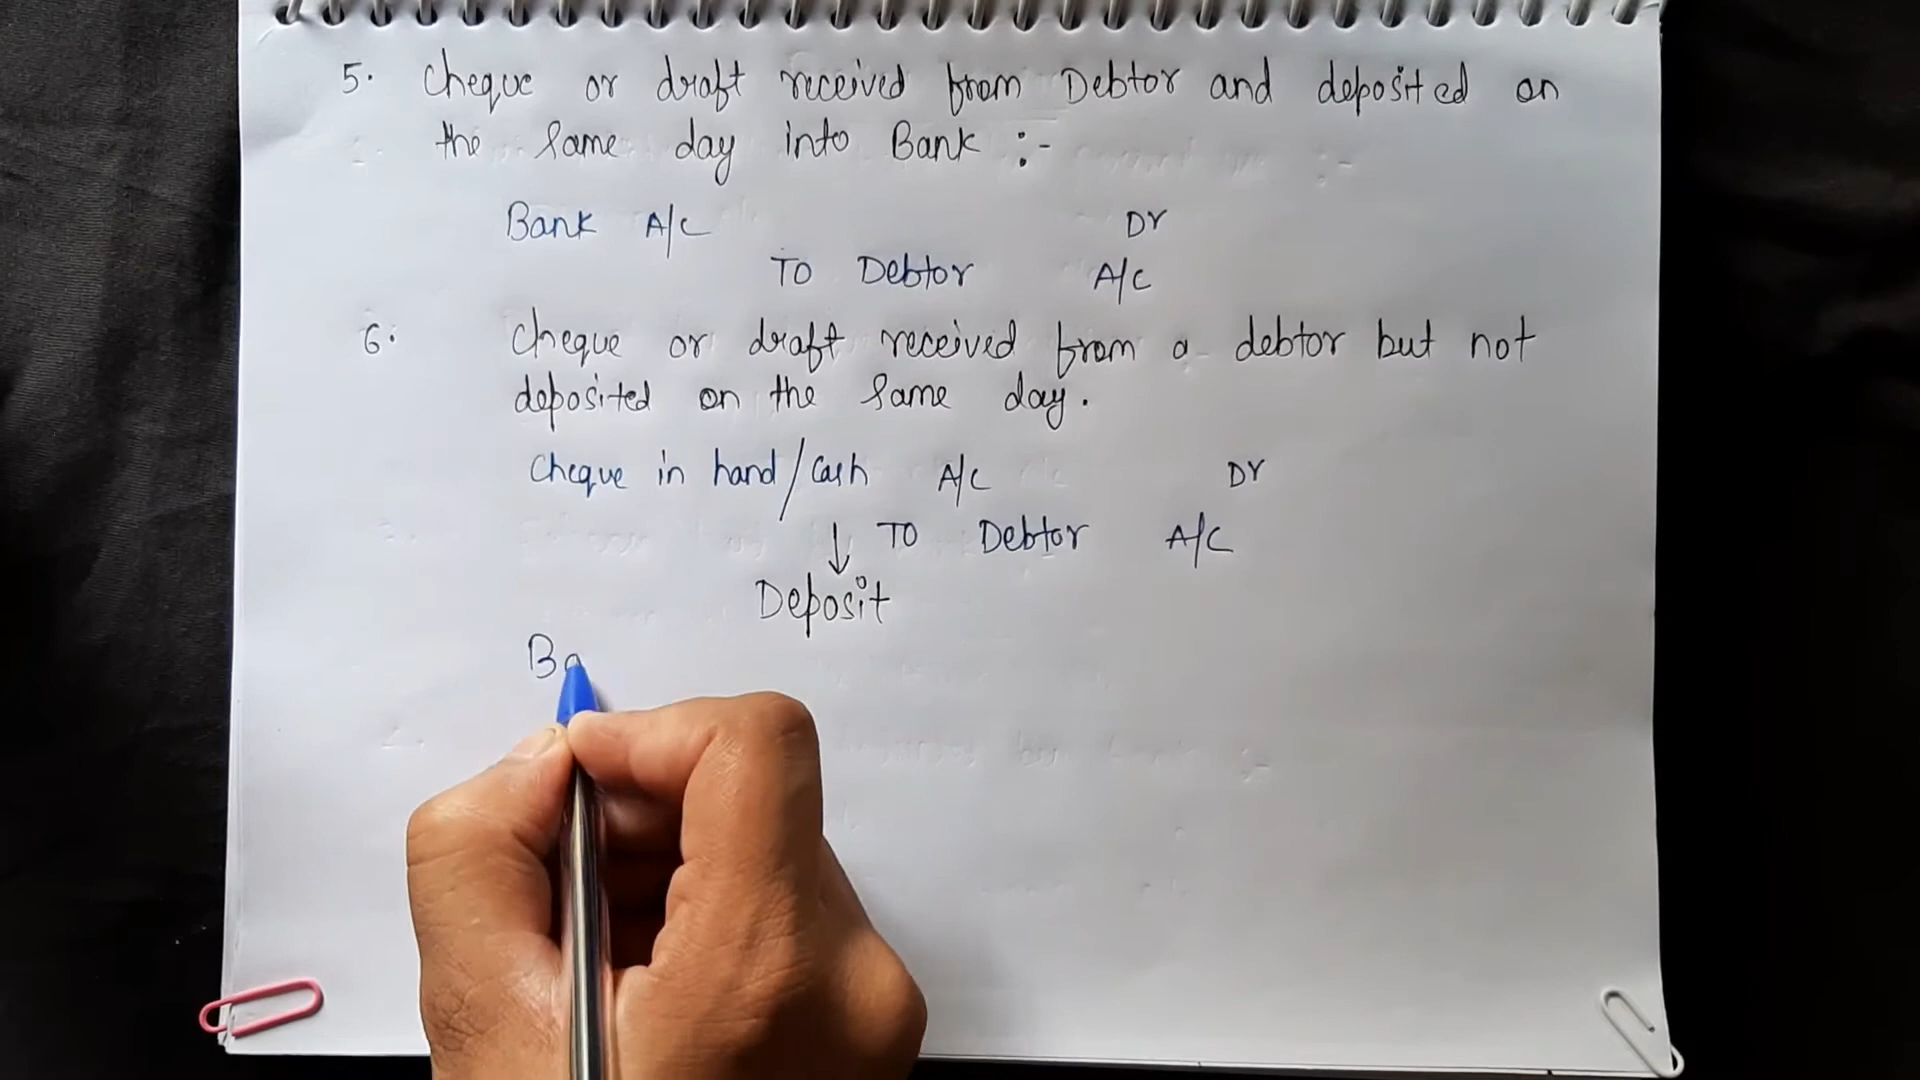 5. Cheque or draft received from Debtor and deposited on
the same day into Bank :-
Bank A/C Dr
To Debtor A/C
6. Cheque or draft received from a debtor but not
deposited on the same day.
Cheque in hand/Cash A/C Dr
↓ To Debtor A/C
Deposit
Ba